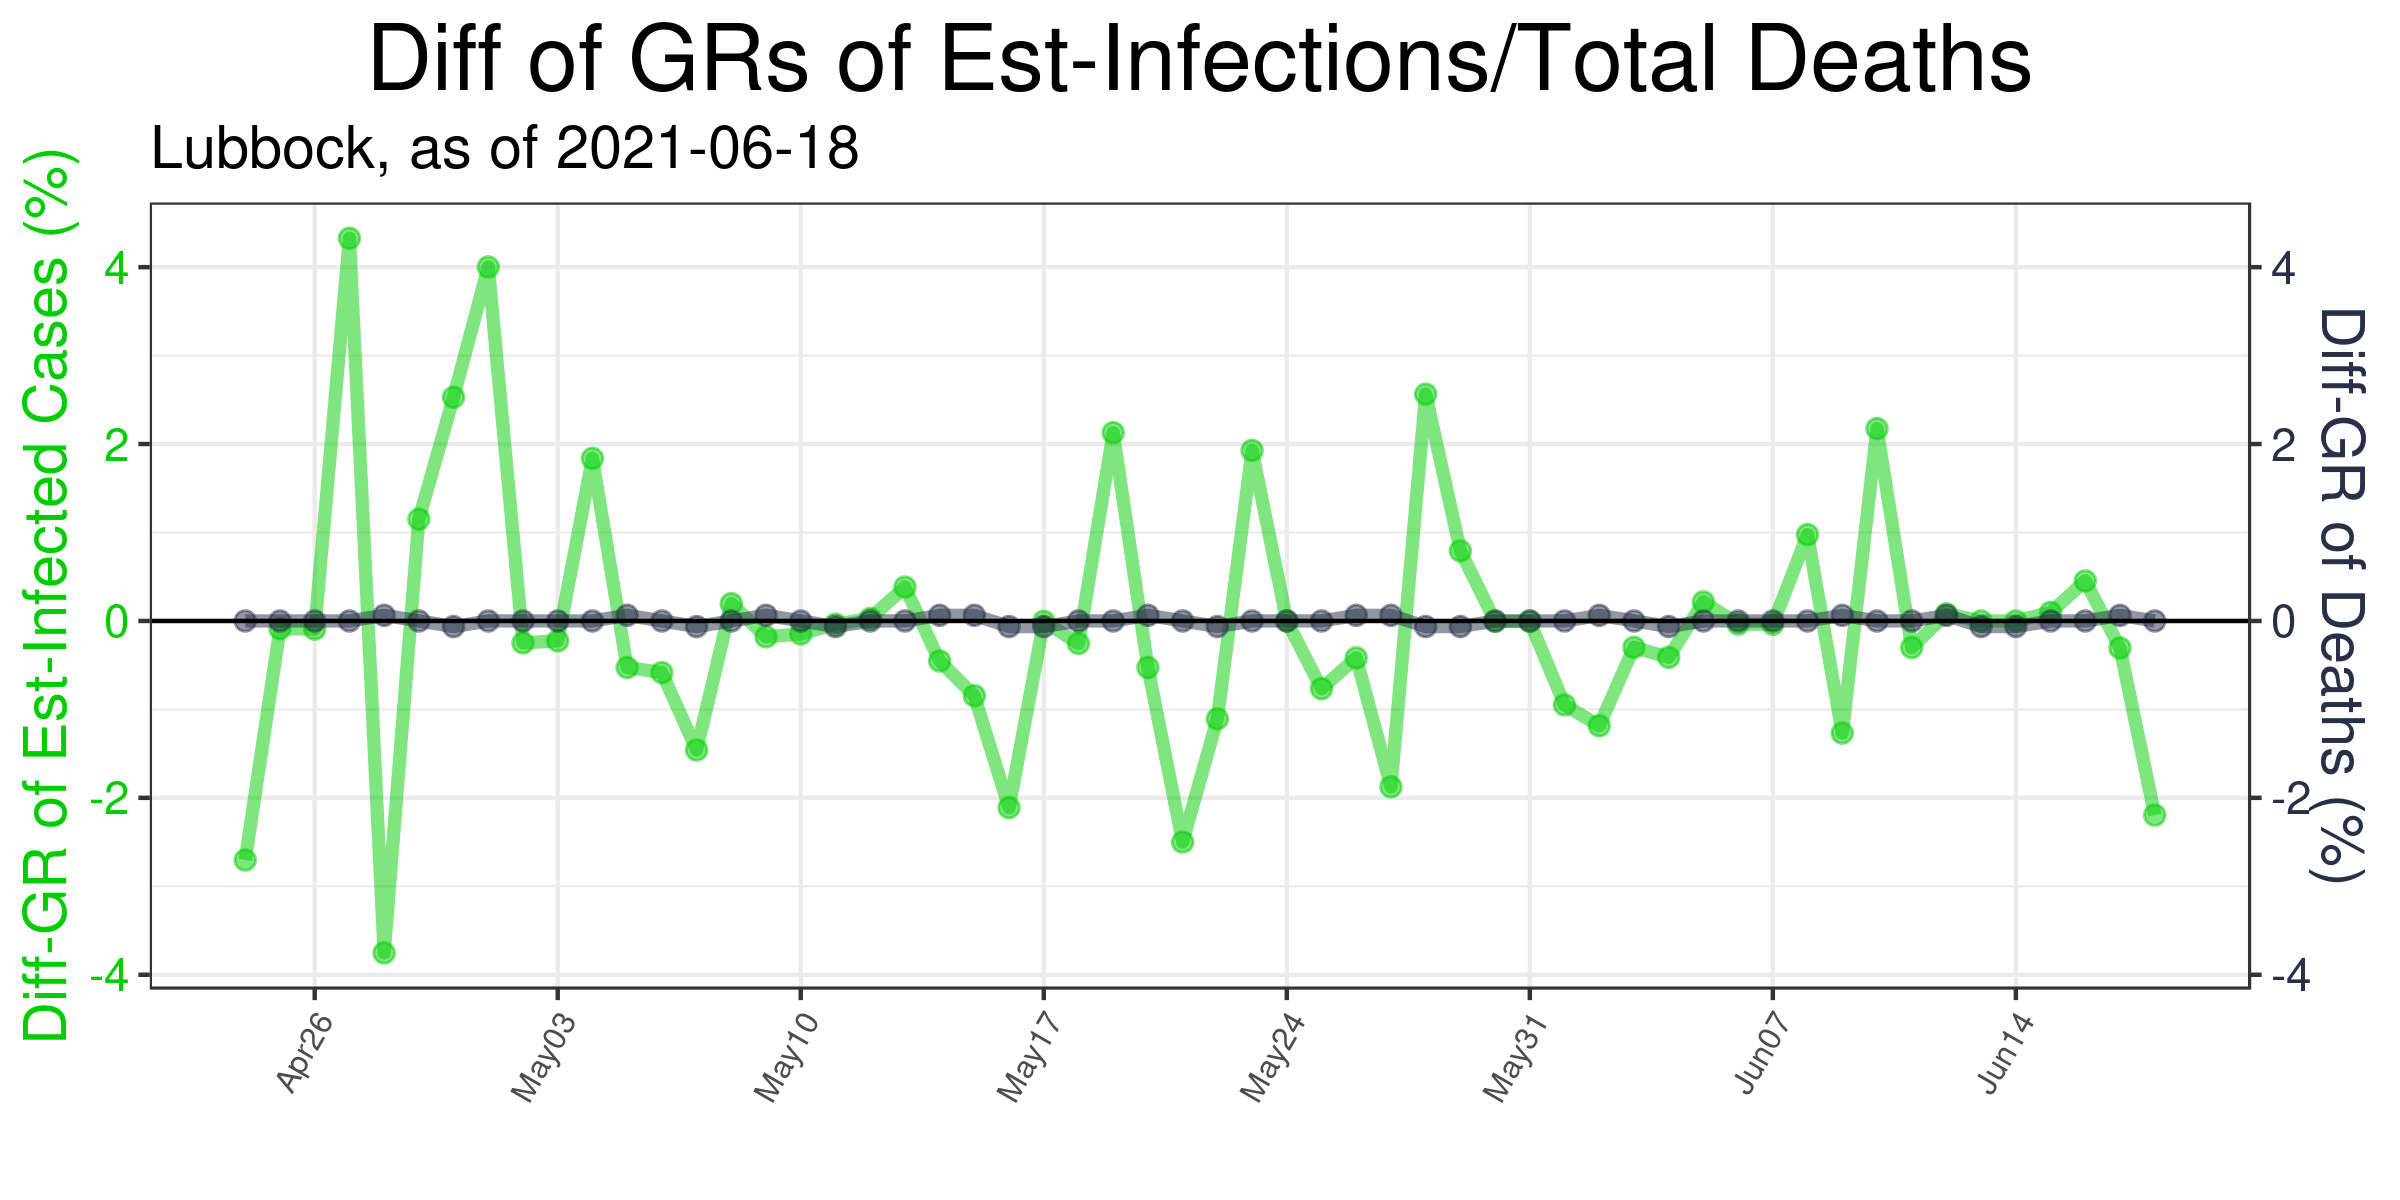 Diff of GRs of Est-Infections/Total Deaths
Lubbock, as of 2021-06-18
Diff-GR of Est-Infected Cases (%)
4
2
0
-2
-4
4
2
0
-2
-4
Diff-GR of Deaths (%)
Apr26
May03
May10
May17
May24
May31
Jun07
Jun14